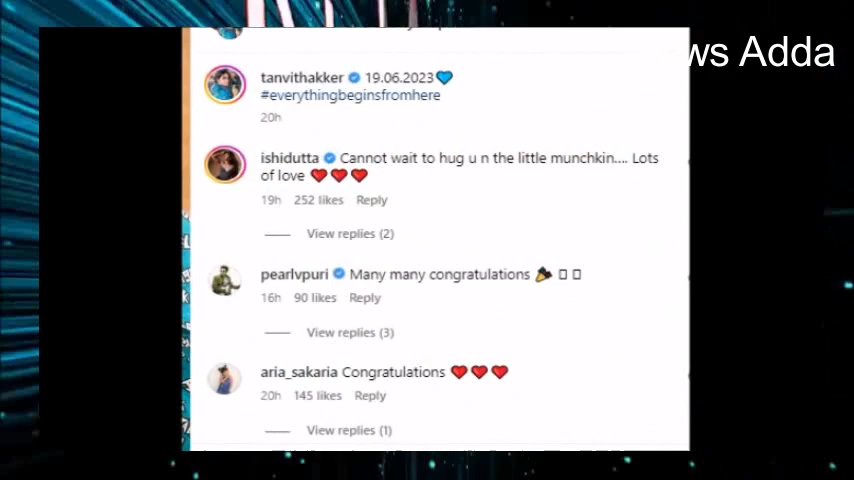 ws Adda
tanvithakker 19.06.2023💙
#everythingbeginsfromhere
20h
ishidutta Cannot wait to hug u n the little munchkin.... Lots
of love ❤️❤️❤️
19h 252 likes Reply
View replies (2)
pearlvpuri Many many congratulations 🎉
16h 90 likes Reply
View replies (3)
aria_sakaria Congratulations ❤️❤️❤️
20h 145 likes Reply
View replies (1)